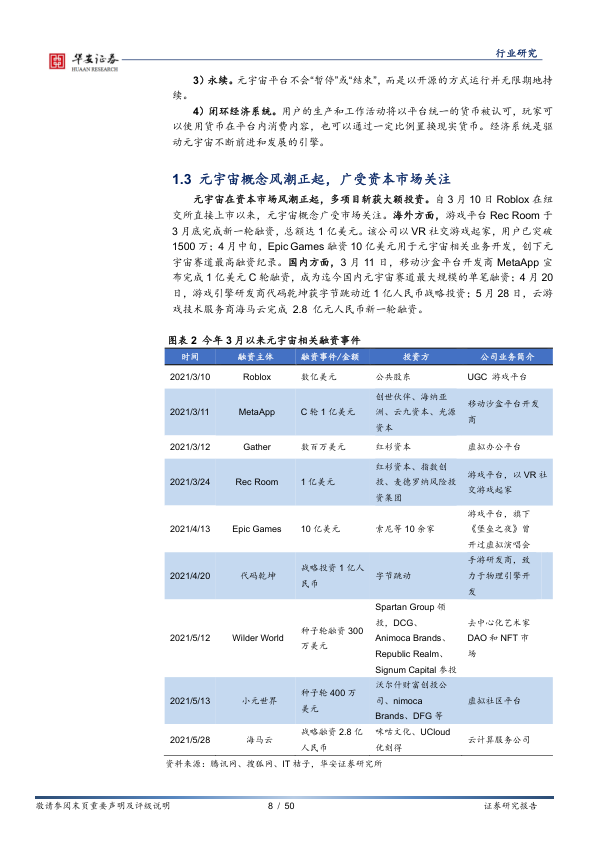 华安证券
HUAAN RESEARCH
行业研究
3）永续。元宇宙平台不会“暂停”或“结束”，而是以开源的方式运行并无限期地持
续。
4）闭环经济系统。用户的生产和工作活动将以平台统一的货币被认可，玩家可
以使用货币在平台内消费内容，也可以通过一定比例置换现实货币。经济系统是驱
动元宇宙不断前进和发展的引擎。
1.3 元宇宙概念风潮正起，广受资本市场关注
元宇宙在资本市场风潮正起，多项目斩获大额投资。自 3 月 10 日 Roblox 在纽
交所直接上市以来，元宇宙概念广受市场关注。海外方面，游戏平台 Rec Room 于
3 月底完成新一轮融资，总额达 1 亿美元。该公司以 VR 社交游戏起家，用户已突破
1500 万；4 月中旬，Epic Games 融资 10 亿美元用于元宇宙相关业务开发，创下元
宇宙赛道最高融资纪录。国内方面，3 月 11 日，移动沙盒平台开发商 MetaApp 宣
布完成 1 亿美元 C 轮融资，成为迄今国内元宇宙赛道最大规模的单笔融资；4 月 20
日，游戏引擎研发商代码乾坤获字节跳动近 1 亿人民币战略投资；5 月 28 日，云游
戏技术服务商海马云完成 2.8 亿元人民币新一轮融资。
图表 2 今年 3 月以来元宇宙相关融资事件
时间 融资主体 融资事件/金额 投资方 公司业务简介
2021/3/10 Roblox 数亿美元 公共股东 UGC 游戏平台
创世伙伴、海纳亚
2021/3/11 MetaApp C 轮 1 亿美元 洲、云九资本、光源 移动沙盒平台开发
资本 商
2021/3/12 Gather 数百万美元 红杉资本 虚拟办公平台
红杉资本、指数创
2021/3/24 Rec Room 1 亿美元 投、麦德罗纳风险投 游戏平台，以 VR 社
资集团 交游戏起家
游戏平台，旗下
2021/4/13 Epic Games 10 亿美元 索尼等 10 余家 《堡垒之夜》曾
开过虚拟演唱会
战略投资 1 亿人 手游研发商，致
2021/4/20 代码乾坤 民币 字节跳动 力于物理引擎开
发
Spartan Group 领
投，DCG、
2021/5/12 Wilder World 种子轮融资 300 Animoca Brands、 去中心化艺术家
万美元 Republic Realm、 DAO 和 NFT 市
Signum Capital 参投 场
沃尔什财富创投公
2021/5/13 小元世界 种子轮 400 万 司、nimoca 虚拟社区平台
美元 Brands、DFG 等
2021/5/28 海马云 战略融资 2.8 亿 咪咕文化、UCloud 云计算服务公司
人民币 优刻得
资料来源：腾讯网、搜狐网、IT 桔子，华安证券研究所
敬请参阅末页重要声明及评级说明 8 / 50 证券研究报告